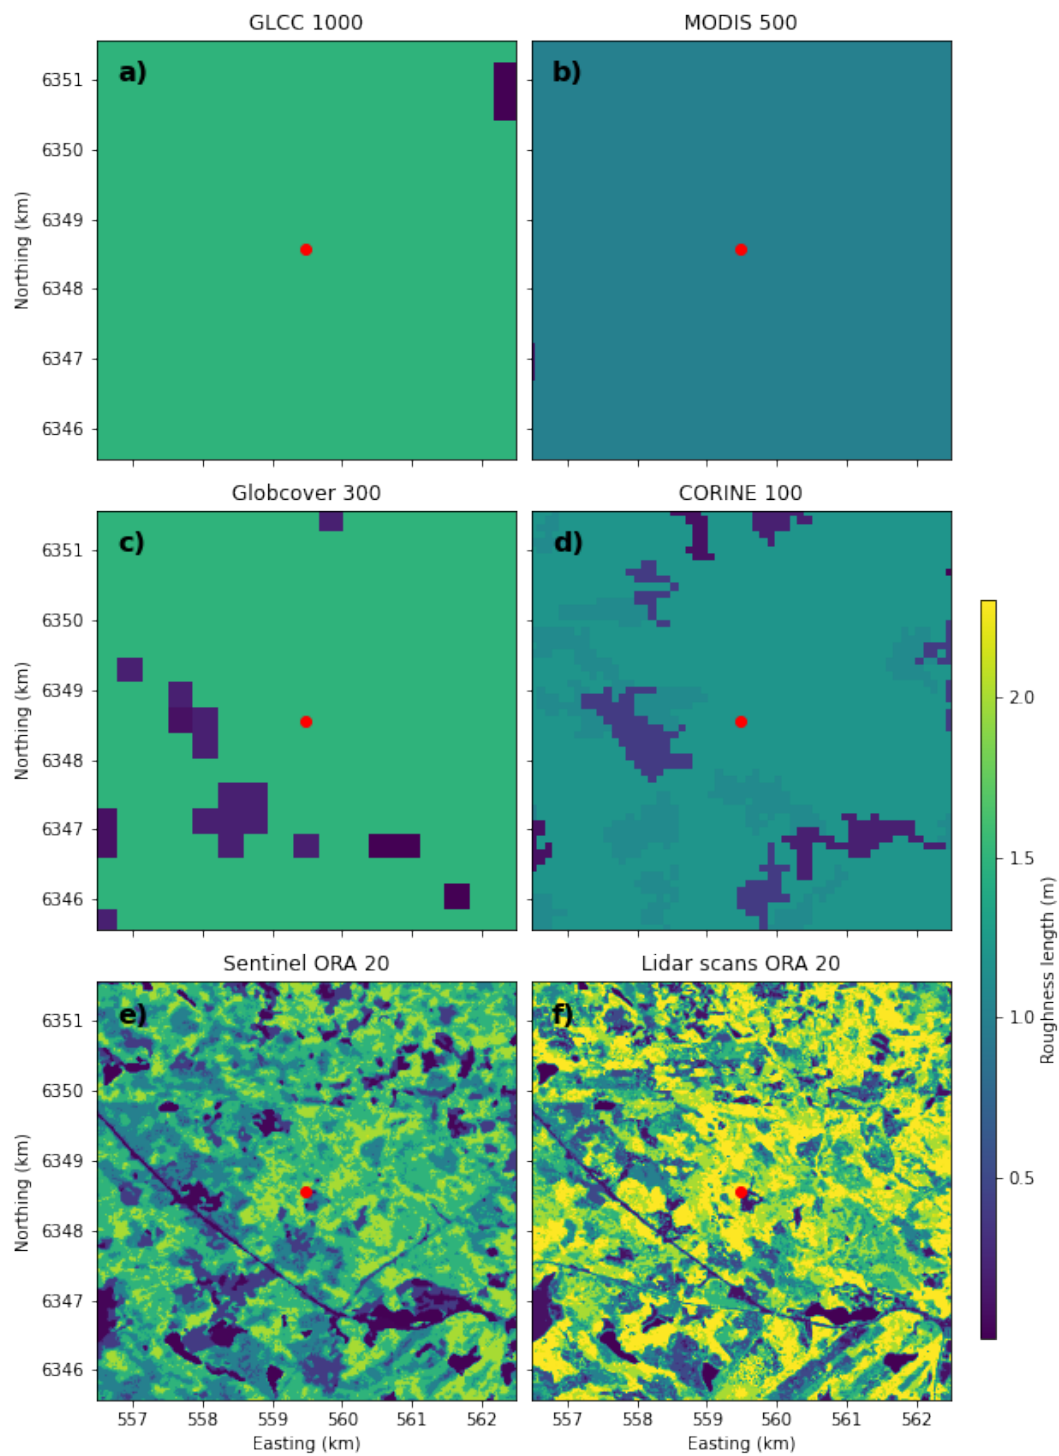 GLCC 1000
MODIS 500
a)
b)
6351
6350
6349
6348
6347
6346
Northing (km)
Globcover 300
CORINE 100
c)
d)
6351
6350
6349
6348
6347
6346
Northing (km)
2.0
1.5
1.0
0.5
Roughness length (m)
Sentinel ORA 20
Lidar scans ORA 20
e)
f)
6351
6350
6349
6348
6347
6346
Northing (km)
557 558 559 560 561 562
557 558 559 560 561 562
Easting (km)
Easting (km)